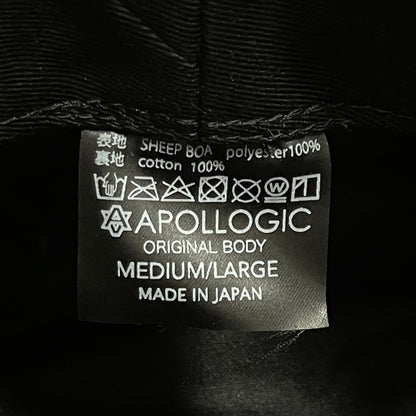 表地 SHEEP BOA polyester100%
裏地 cotton 100%
APOLLOGIC
ORIGINAL BODY
MEDIUM/LARGE
MADE IN JAPAN